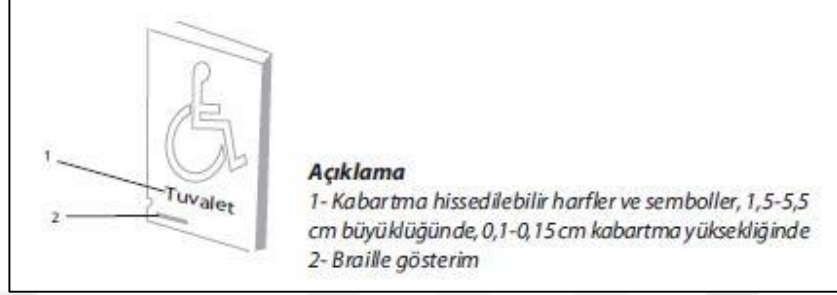 1
2
Tuvalet
Açıklama
1- Kabartma hissedilebilir harfler ve semboller, 1,5-5,5
cm büyüklüğünde, 0,1-0,15 cm kabartma yüksekliğinde
2- Braille gösterim